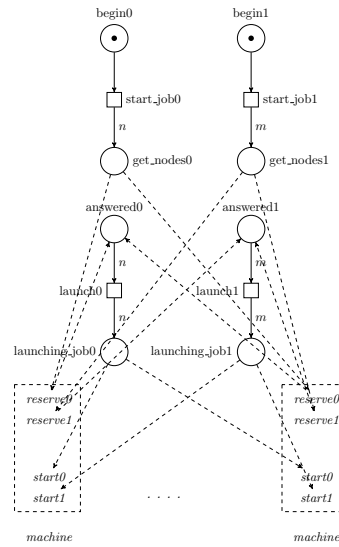 begin0 begin1
start_job0 start_job1
n m
get_nodes0 get_nodes1
answered0 answered1
n m
launch0 launch1
n m
launching_job0 launching_job1
reserve0 reserve0
reserve1 reserve1
start0 start0
start1 . . . . start1
machine machine